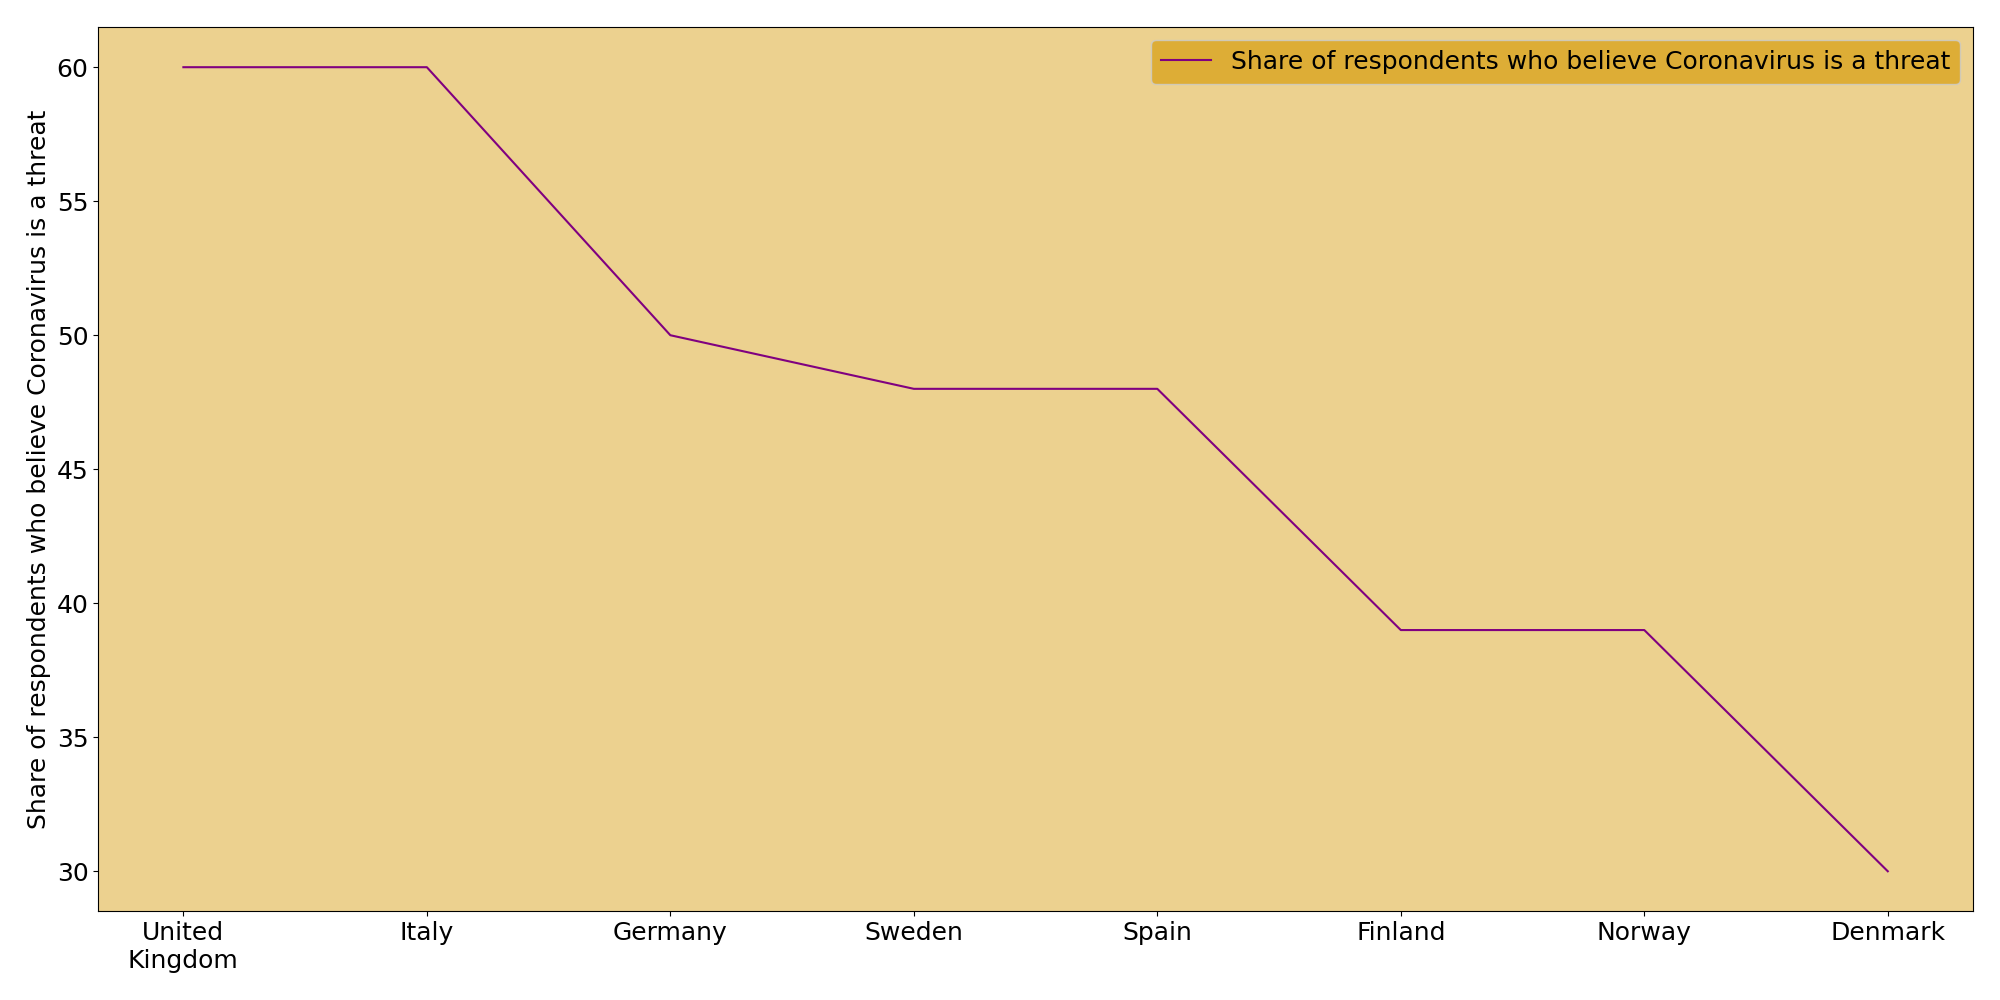 Share of respondents who believe Coronavirus is a threat
Share of respondents who believe Coronavirus is a threat
60
55
50
45
40
35
30
United
Kingdom
Italy
Germany
Sweden
Spain
Finland
Norway
Denmark